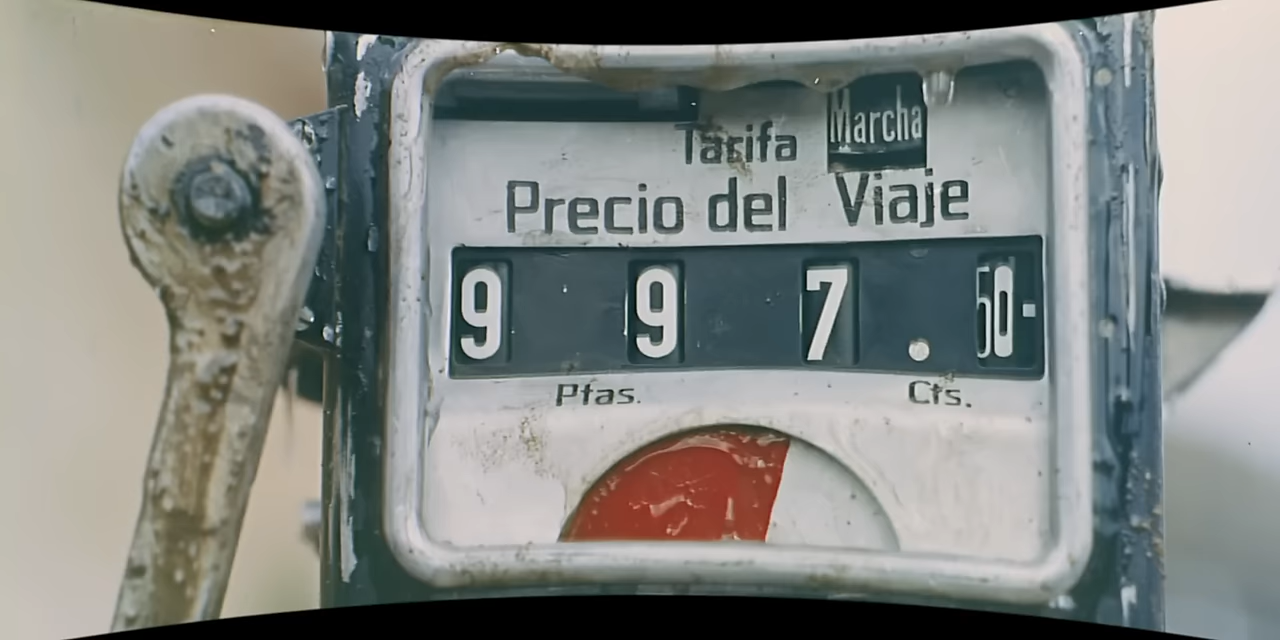 Marcha
Tarifa
Precio del Viaje
9 9 7. 50-
Ptas. Cts.